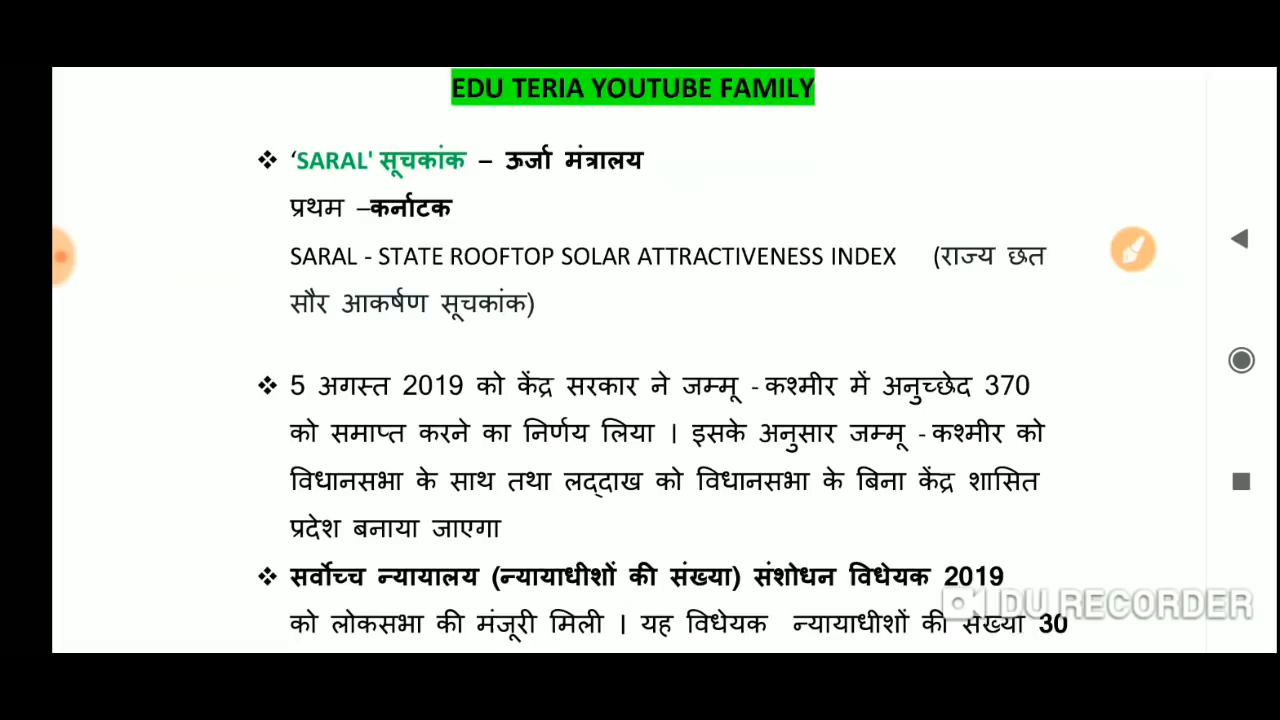 EDU TERIA YOUTUBE FAMILY
❖ ‘SARAL' सूचकांक – ऊर्जा मंत्रालय
प्रथम –कर्नाटक
SARAL - STATE ROOFTOP SOLAR ATTRACTIVENESS INDEX (राज्य छत
सौर आकर्षण सूचकांक)
❖ 5 अगस्त 2019 को केंद्र सरकार ने जम्मू - कश्मीर में अनुच्छेद 370
को समाप्त करने का निर्णय लिया । इसके अनुसार जम्मू - कश्मीर को
विधानसभा के साथ तथा लद्दाख को विधानसभा के बिना केंद्र शासित
प्रदेश बनाया जाएगा
❖ सर्वोच्च न्यायालय (न्यायाधीशों की संख्या) संशोधन विधेयक 2019
को लोकसभा की मंजूरी मिली । यह विधेयक न्यायाधीशों की संख्या 30
DU RECORDER